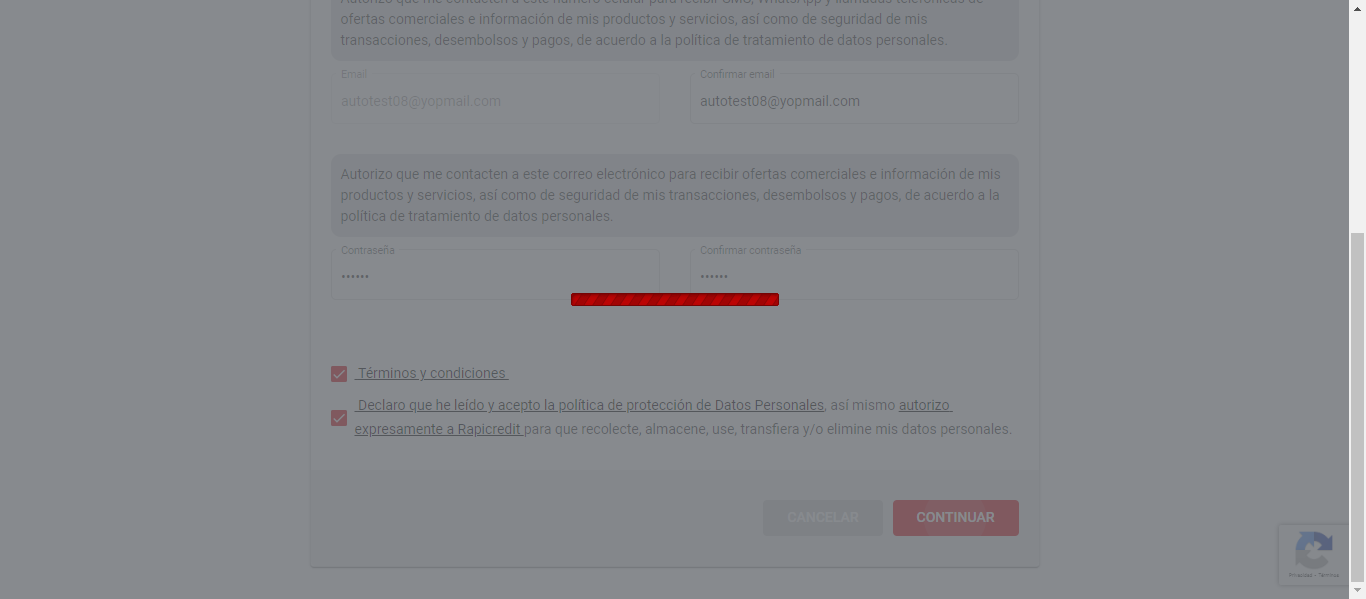 Autorizo que me contacten a este número celular para recibir SMS, WhatsApp y llamadas telefónicas de
ofertas comerciales e información de mis productos y servicios, así como de seguridad de mis
transacciones, desembolsos y pagos, de acuerdo a la política de tratamiento de datos personales.
Email
autotest08@yopmail.com
Confirmar email
autotest08@yopmail.com
Autorizo que me contacten a este correo electrónico para recibir ofertas comerciales e información de mis
productos y servicios, así como de seguridad de mis transacciones, desembolsos y pagos, de acuerdo a la
política de tratamiento de datos personales.
Contraseña
••••••
Confirmar contraseña
••••••
Términos y condiciones
Declaro que he leído y acepto la política de protección de Datos Personales, así mismo autorizo
expresamente a Rapicredit para que recolecte, almacene, use, transfiera y/o elimine mis datos personales.
CANCELAR
CONTINUAR
Privacidad - Términos